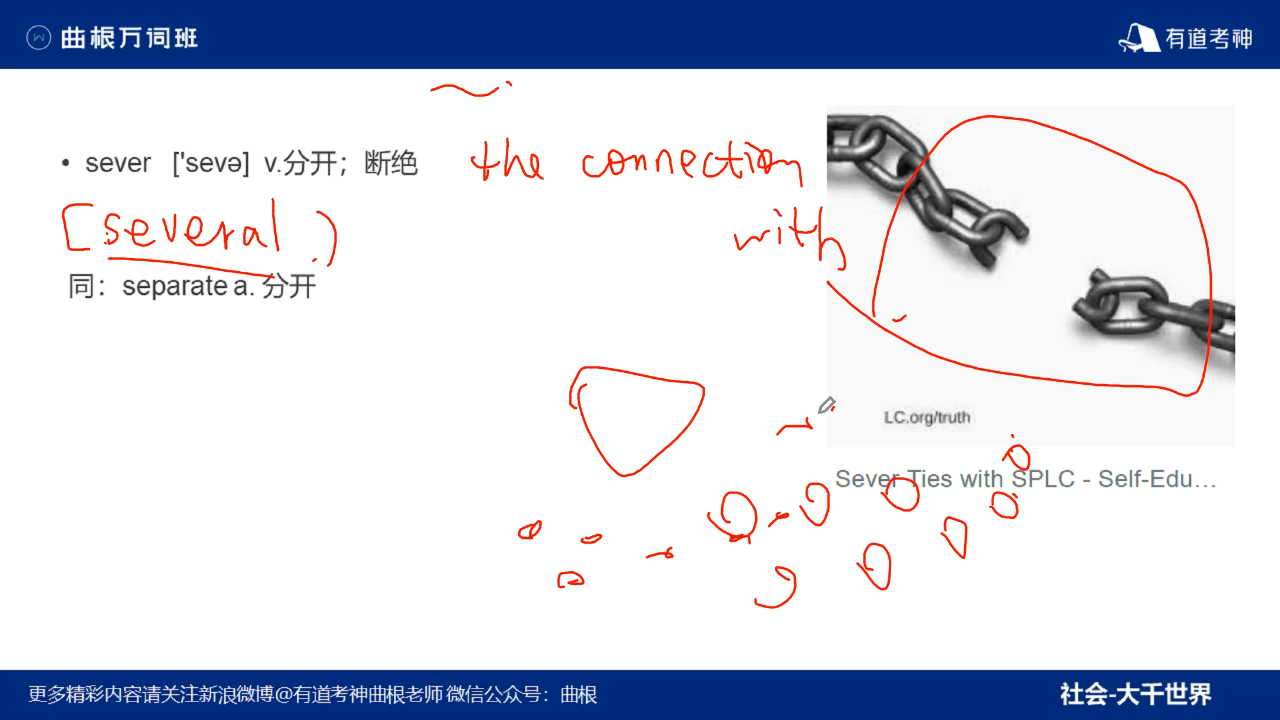 曲根万词班
有道考神
• sever ['sevə] v.分开；断绝
the connection
with
[several)
同：separate a. 分开
LC.org/truth
Sever Ties with SPLC - Self-Edu…
更多精彩内容请关注新浪微博@有道考神曲根老师 微信公众号：曲根
社会-大千世界